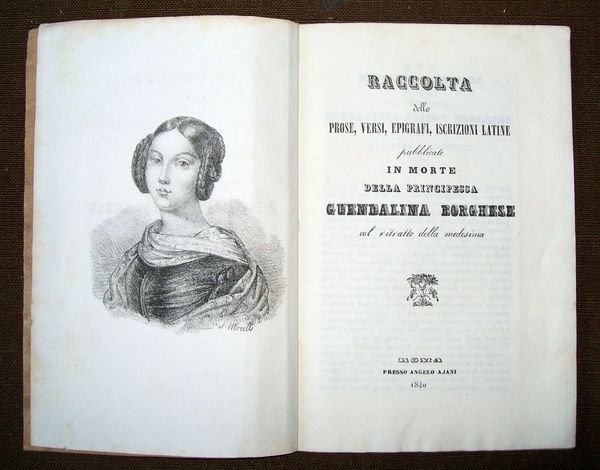 RACCOLTA
delle
PROSE, VERSI, EPIGRAFI, ISCRIZIONI LATINE
pubblicate
IN MORTE
DELLA PRINCIPESSA
GUENDALINA BORGHESE
col ritratto della medesima
ROMA
PRESSO ANGELO AJANI
1840